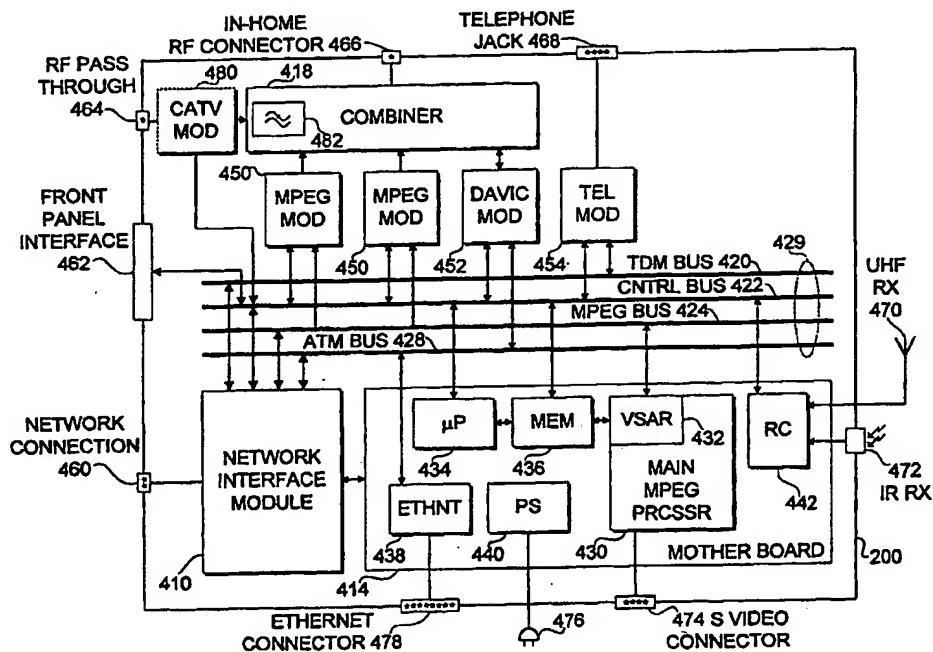 IN-HOME
RF CONNECTOR 466
TELEPHONE
JACK 468
RF PASS
THROUGH
464
480
CATV
MOD
418
COMBINER
482
450
MPEG
MOD
MPEG
MOD
450
DAVIC
MOD
452
TEL
MOD
454
FRONT
PANEL
INTERFACE
462
429
TDM BUS 420
CNTRL BUS 422
MPEG BUS 424
ATM BUS 428
UHF
RX
470
NETWORK
CONNECTION
460
NETWORK
INTERFACE
MODULE
410
µP
434
MEM
436
VSAR
432
MAIN
MPEG
PRCSSR
430
RC
442
472
IR RX
ETHNT
438
PS
440
MOTHER BOARD
414
200
ETHERNET
CONNECTOR 478
476
474 S VIDEO
CONNECTOR